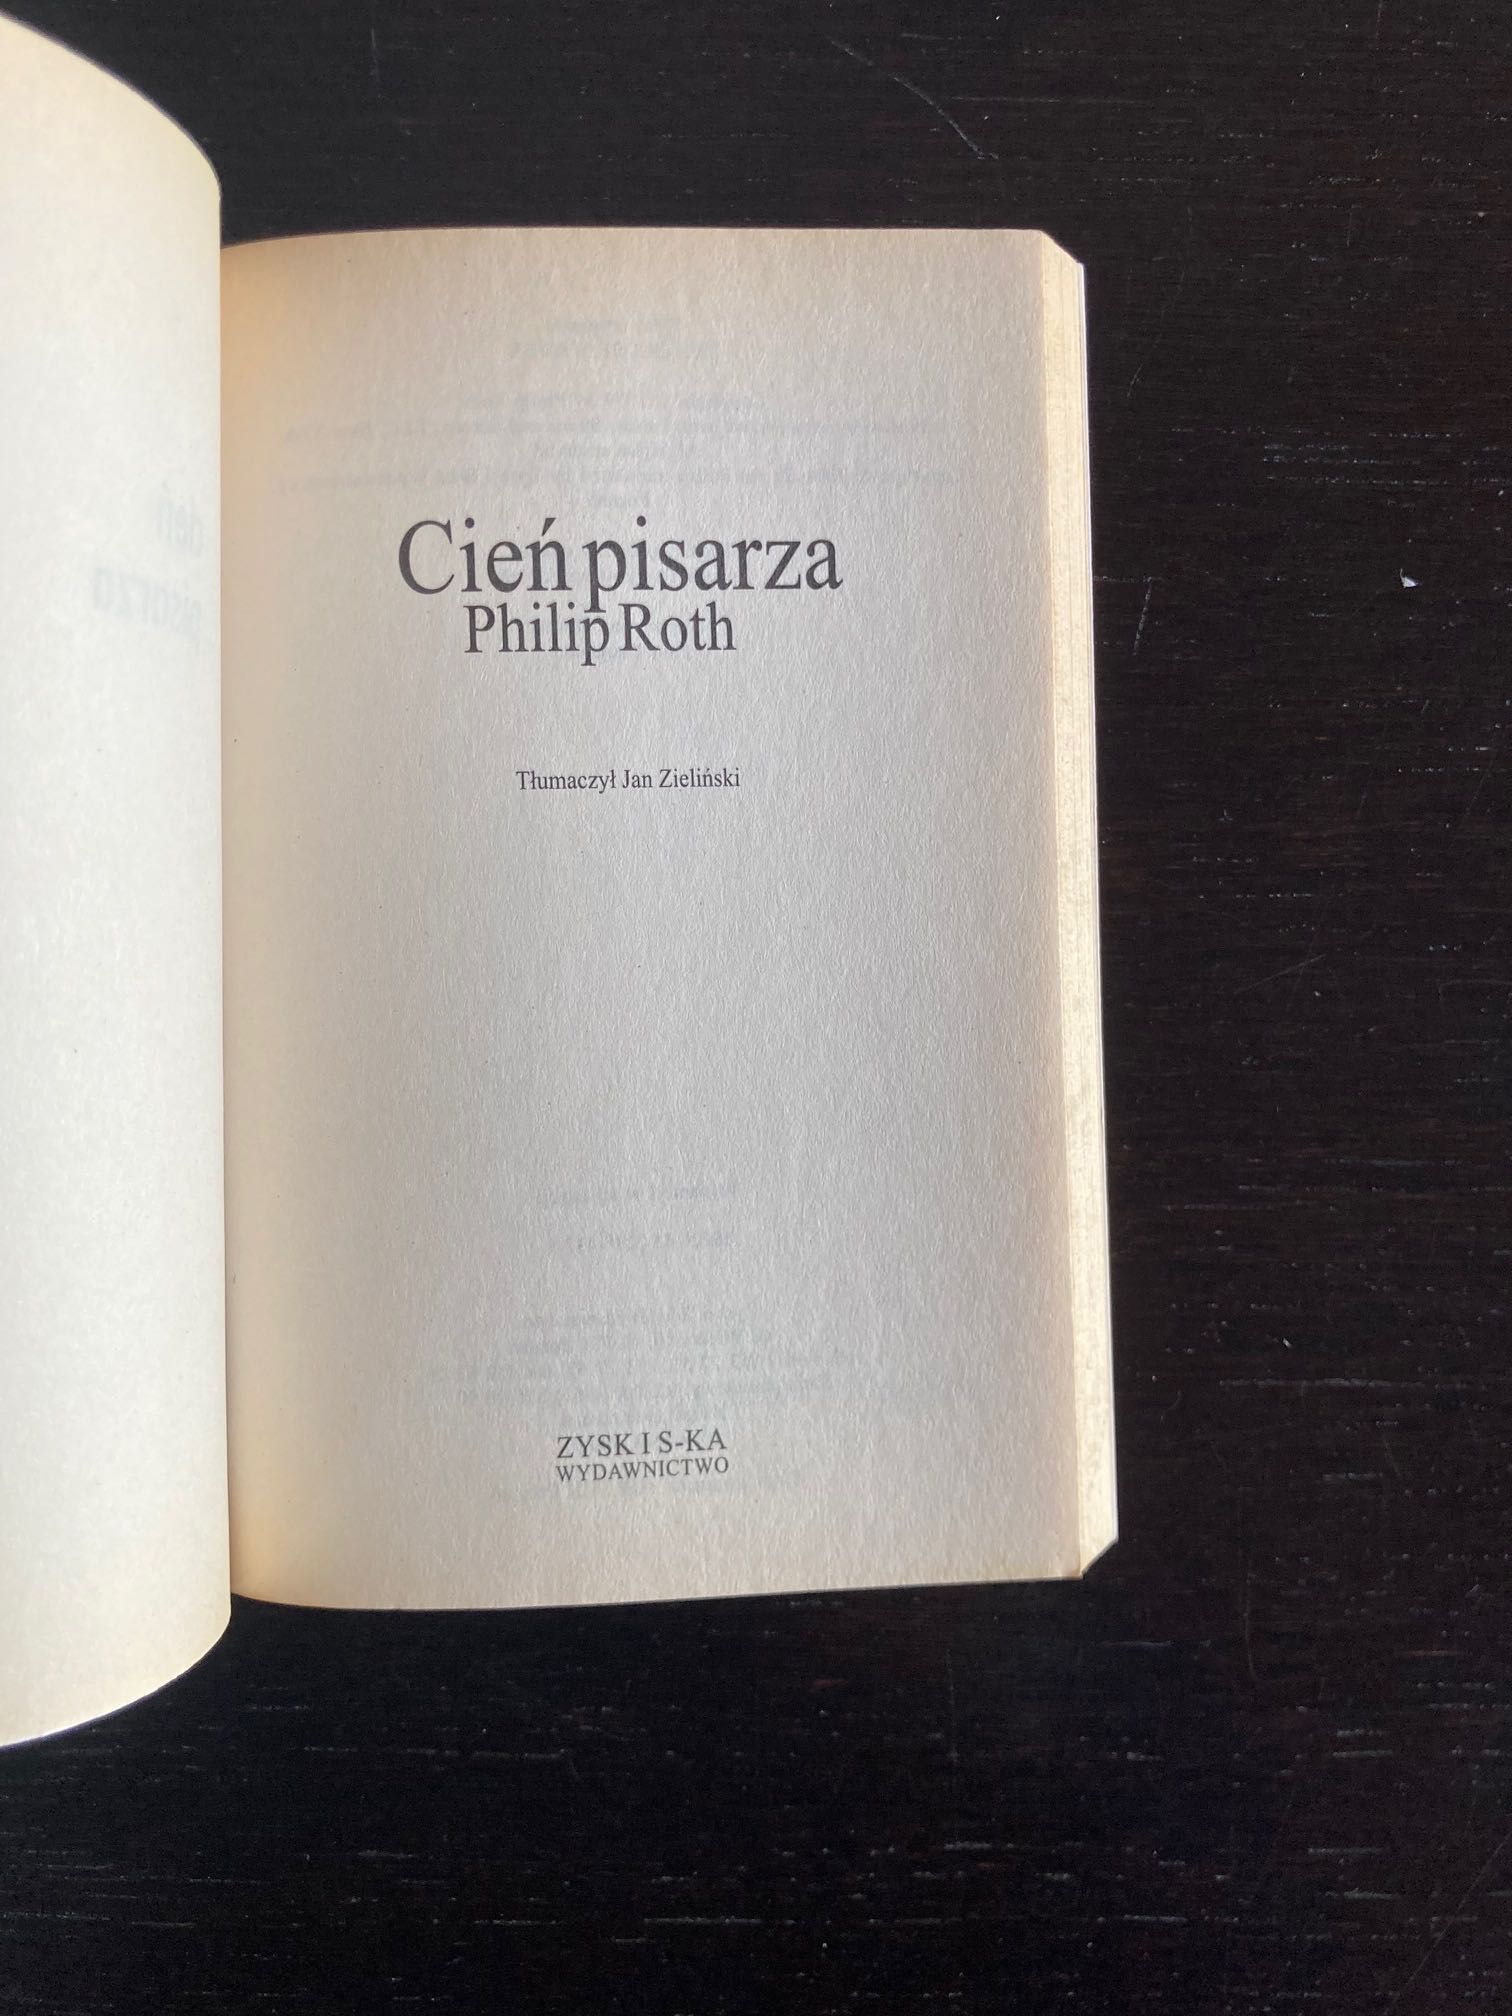 Cień pisarza
Philip Roth
Tłumaczył Jan Zieliński
ZYSK I S-KA
WYDAWNICTWO